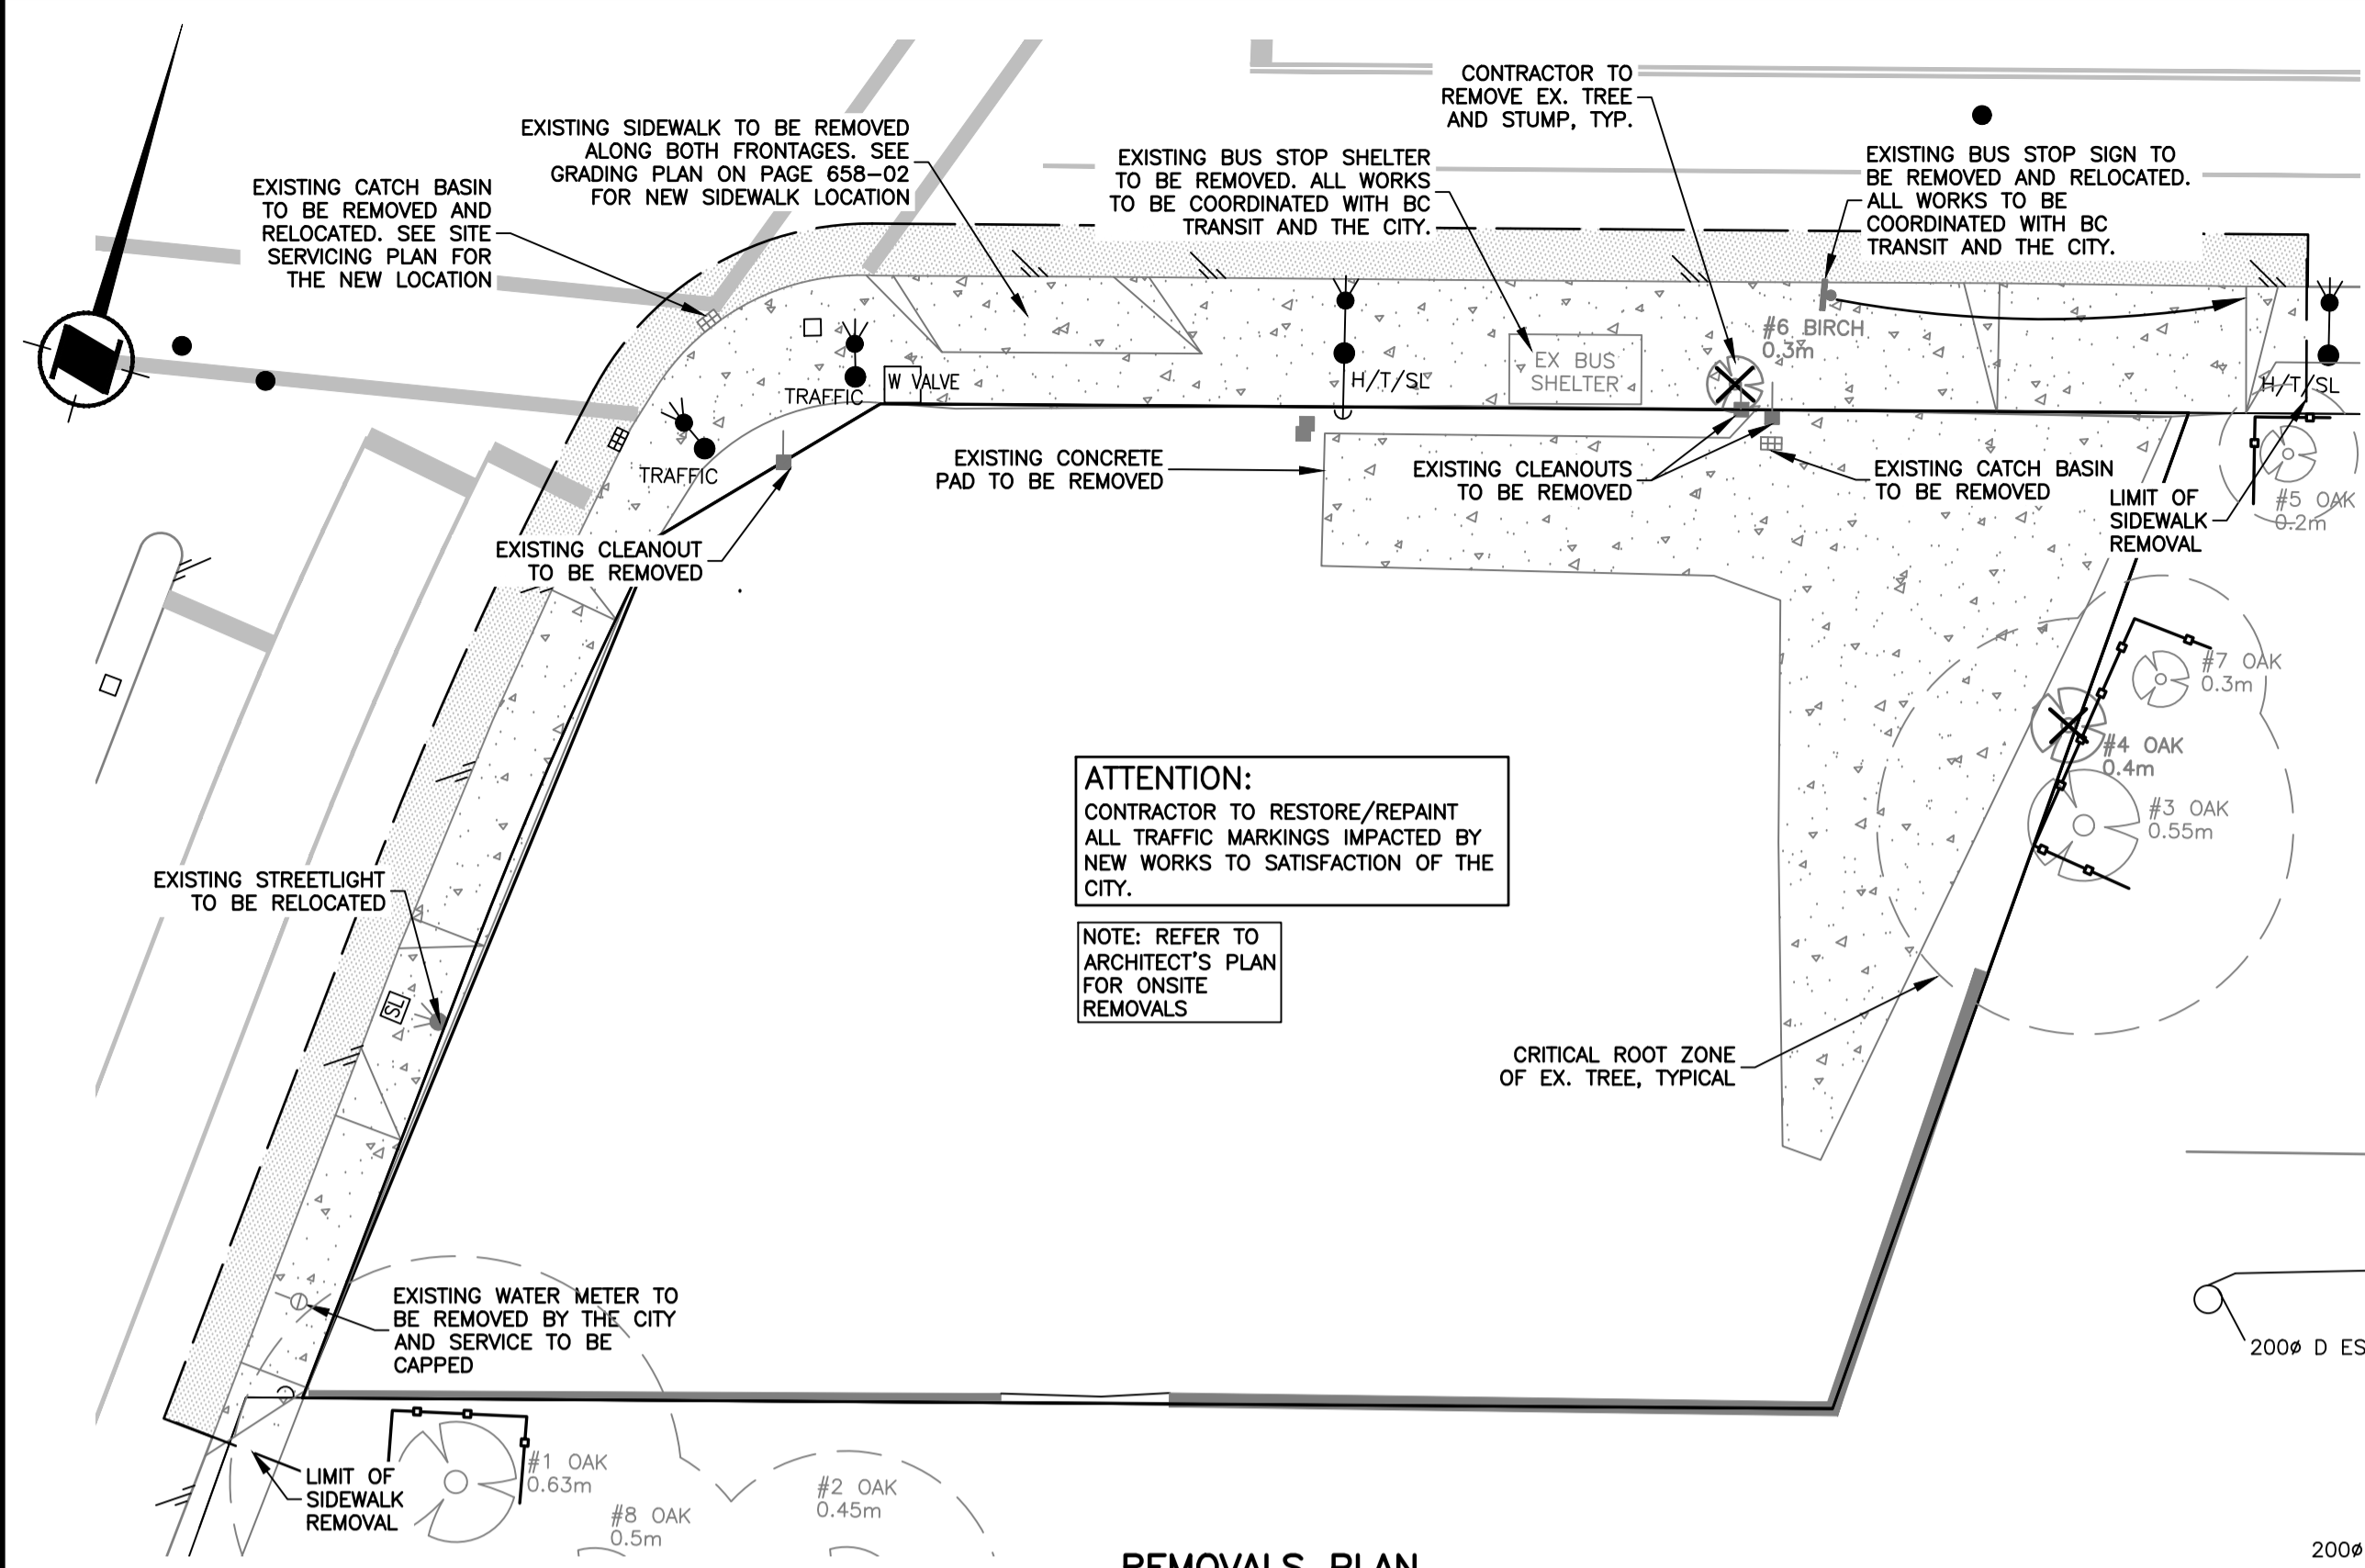 CONTRACTOR TO
REMOVE EX. TREE
AND STUMP, TYP.
EXISTING SIDEWALK TO BE REMOVED
ALONG BOTH FRONTAGES. SEE
GRADING PLAN ON PAGE 658-02
FOR NEW SIDEWALK LOCATION
EXISTING BUS STOP SHELTER
TO BE REMOVED. ALL WORKS
TO BE COORDINATED WITH BC
TRANSIT AND THE CITY.
EXISTING BUS STOP SIGN TO
BE REMOVED AND RELOCATED.
ALL WORKS TO BE
COORDINATED WITH BC
TRANSIT AND THE CITY.
EXISTING CATCH BASIN
TO BE REMOVED AND
RELOCATED. SEE SITE
SERVICING PLAN FOR
THE NEW LOCATION
#6 BIRCH
0.3m
EX BUS
SHELTER
W VALVE
TRAFFIC
H/T/SL
H/T/SL
TRAFFIC
EXISTING CONCRETE
PAD TO BE REMOVED
EXISTING CLEANOUTS
TO BE REMOVED
EXISTING CATCH BASIN
TO BE REMOVED
LIMIT OF
SIDEWALK
REMOVAL
#5 OAK
0.2m
EXISTING CLEANOUT
TO BE REMOVED
#7 OAK
0.3m
#4 OAK
0.4m
#3 OAK
0.55m
ATTENTION:
CONTRACTOR TO RESTORE/REPAINT
ALL TRAFFIC MARKINGS IMPACTED BY
NEW WORKS TO SATISFACTION OF THE
CITY.
NOTE: REFER TO
ARCHITECT'S PLAN
FOR ONSITE
REMOVALS
EXISTING STREETLIGHT
TO BE RELOCATED
SL
CRITICAL ROOT ZONE
OF EX. TREE, TYPICAL
EXISTING WATER METER TO
BE REMOVED BY THE CITY
AND SERVICE TO BE
CAPPED
200ø D ES
LIMIT OF
SIDEWALK
REMOVAL
#1 OAK
0.63m
#8 OAK
0.5m
#2 OAK
0.45m
REMOVALS PLAN
200ø